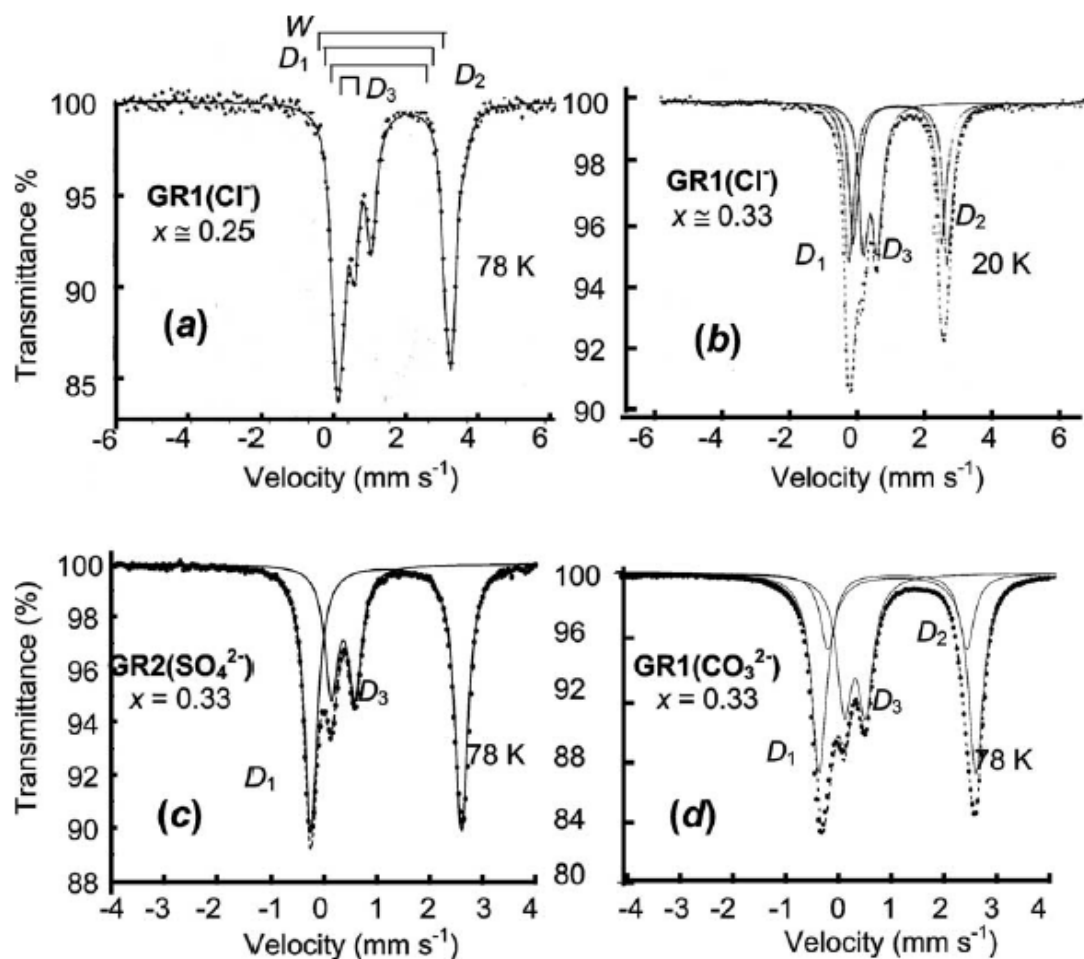 W
D₁
D₃
D₂
100
95
90
85
Transmittance %
GR1(Cl⁻)
x ≅ 0.25
78 K
(a)
-6 -4 -2 0 2 4 6
Velocity (mm s⁻¹)
100
98
96
94
92
90
GR1(Cl⁻)
x ≅ 0.33
D₁
D₃
D₂
20 K
(b)
-6 -4 -2 0 2 4 6
Velocity (mm s⁻¹)
100
98
96
94
92
90
88
Transmittance (%)
GR2(SO₄²⁻)
x = 0.33
D₃
D₁
78 K
(c)
-4 -3 -2 -1 0 1 2 3 4
Velocity (mm s⁻¹)
100
96
92
88
84
80
D₂
GR1(CO₃²⁻)
x = 0.33
D₃
D₁
78 K
(d)
-4 -3 -2 -1 0 1 2 3 4
Velocity (mm s⁻¹)